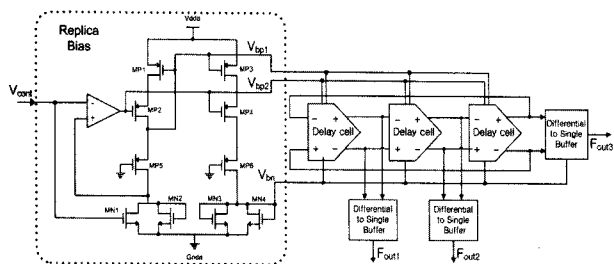 Replica
Bias
Vdda
MP1
MP3
Vbp1
Vbp2
Vcont
MP2
MP4
MP5
MP6
Vbn
MN1
MN2
MN3
MN4
Gnda
- +
Delay cell
+ -
- +
Delay cell
+ -
- +
Delay cell
+ -
Differential
to Single
Buffer
Fout3
Differential
to Single
Buffer
Differential
to Single
Buffer
Fout1
Fout2